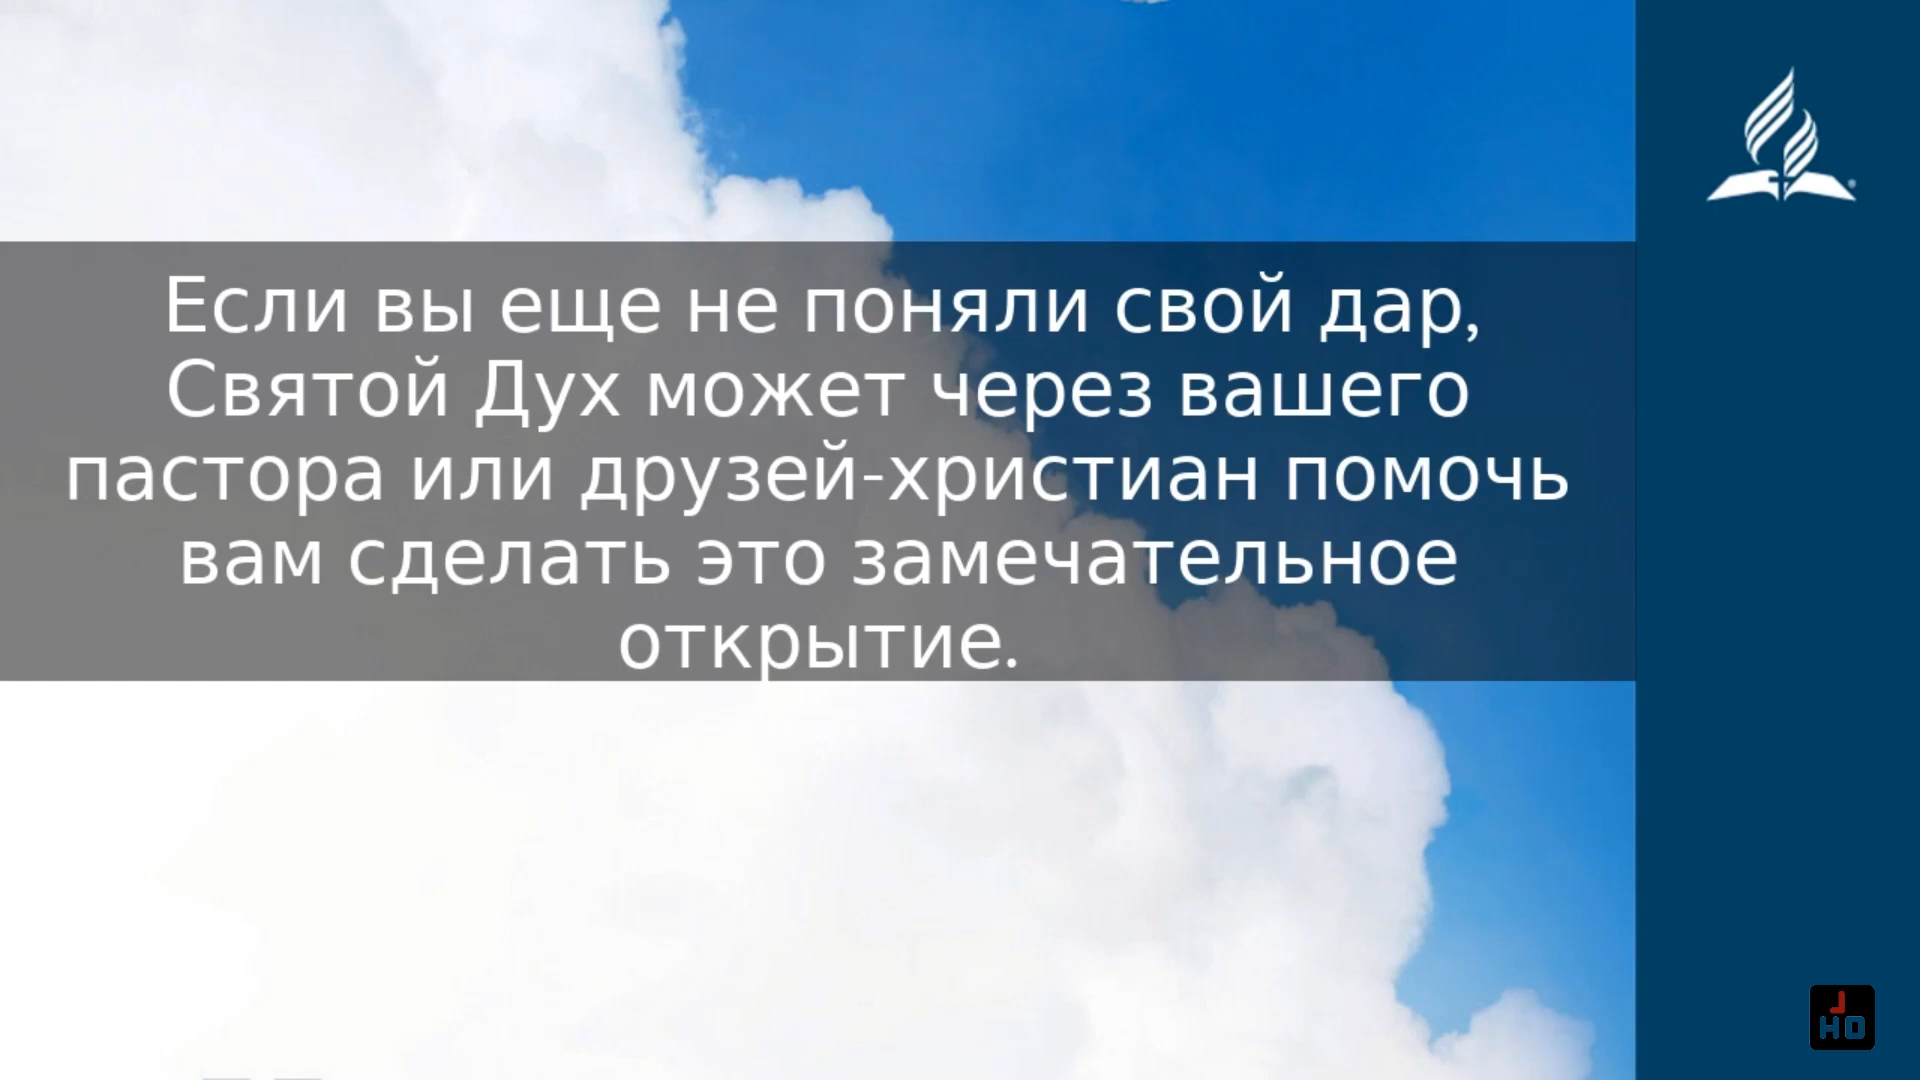 Если вы еще не поняли свой дар,
Святой Дух может через вашего
пастора или друзей-христиан помочь
вам сделать это замечательное
открытие.
J
HD